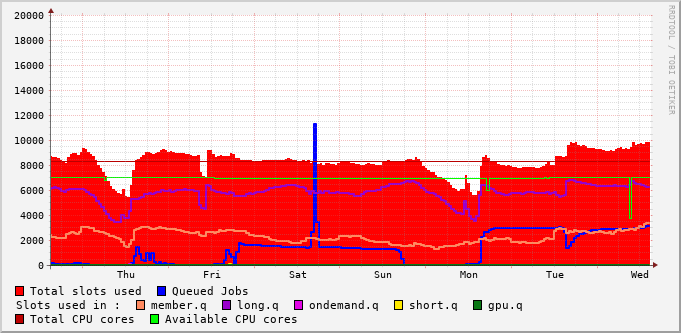 RRDTOOL / TOBI OETIKER
20000
18000
16000
14000
12000
10000
8000
6000
4000
2000
0
Thu Fri Sat Sun Mon Tue Wed
Total slots used Queued Jobs
Slots used in : member.q long.q ondemand.q short.q gpu.q
Total CPU cores Available CPU cores